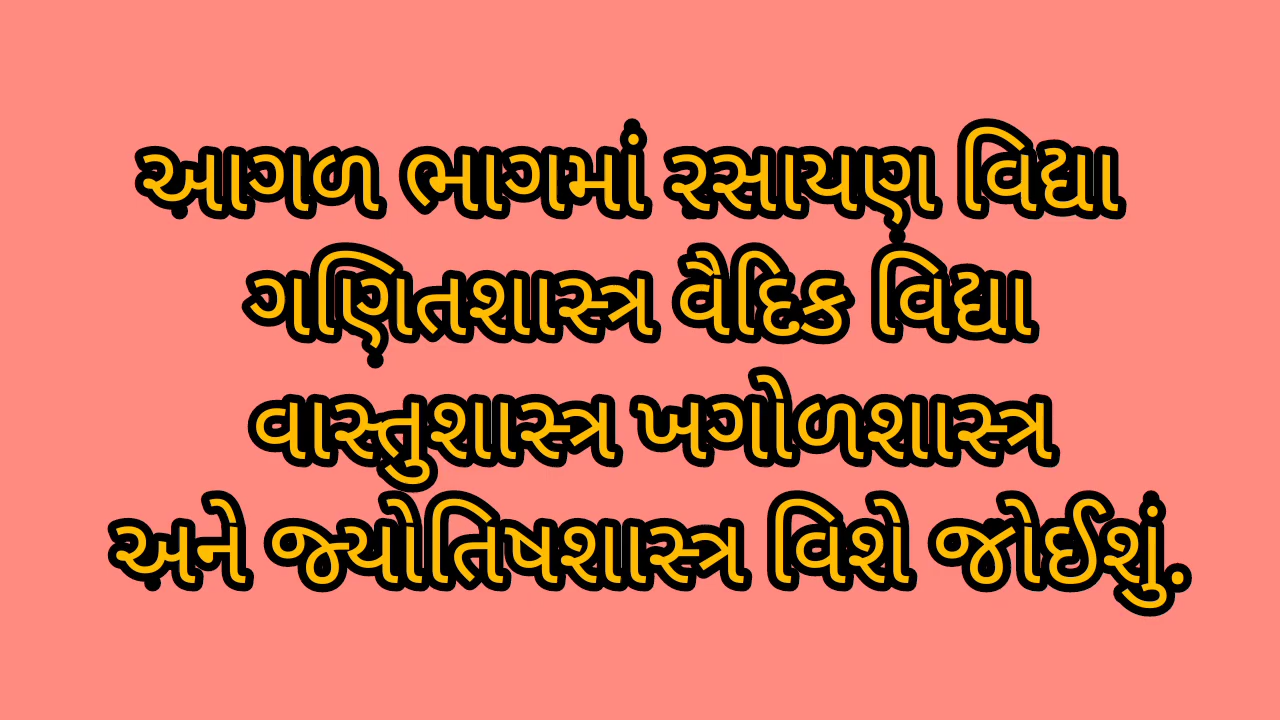 આગળ ભાગમાં રસાયણ વિદ્યા
ગણિતશાસ્ત્ર વૈદિક વિદ્યા
વાસ્તુશાસ્ત્ર ખગોળશાસ્ત્ર
અને જ્યોતિષશાસ્ત્ર વિશે જોઈશું.